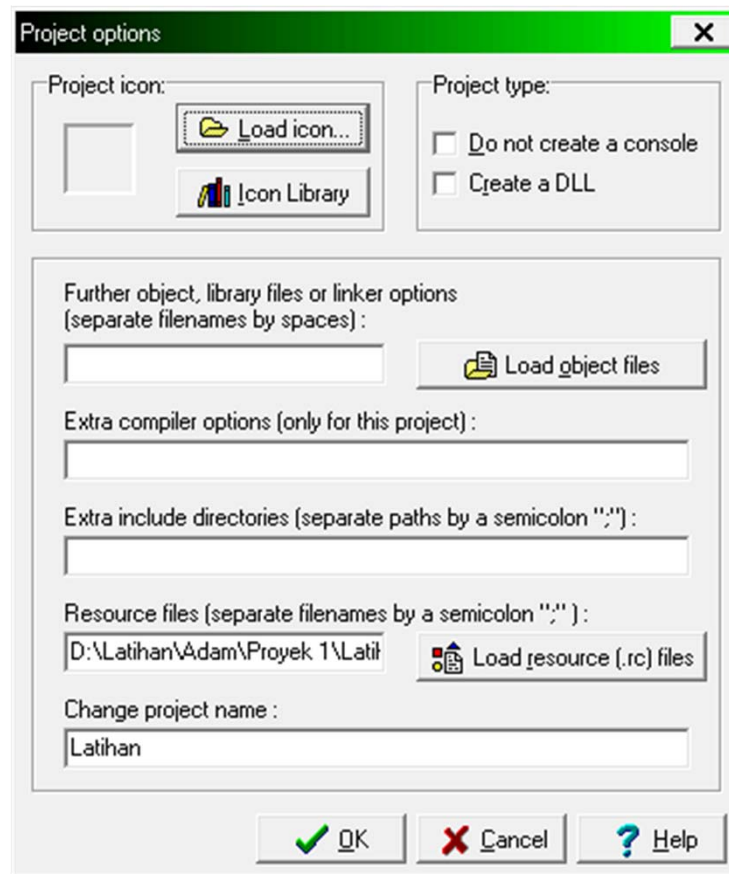 Project options
Project icon:
Load icon...
Icon Library
Project type:
Do not create a console
Create a DLL
Further object, library files or linker options
(separate filenames by spaces) :
Load object files
Extra compiler options (only for this project) :
Extra include directories (separate paths by a semicolon ";") :
Resource files (separate filenames by a semicolon ";" ) :
D:\Latihan\Adam\Proyek 1\Latil
Load resource (.rc) files
Change project name :
Latihan
OK
Cancel
Help